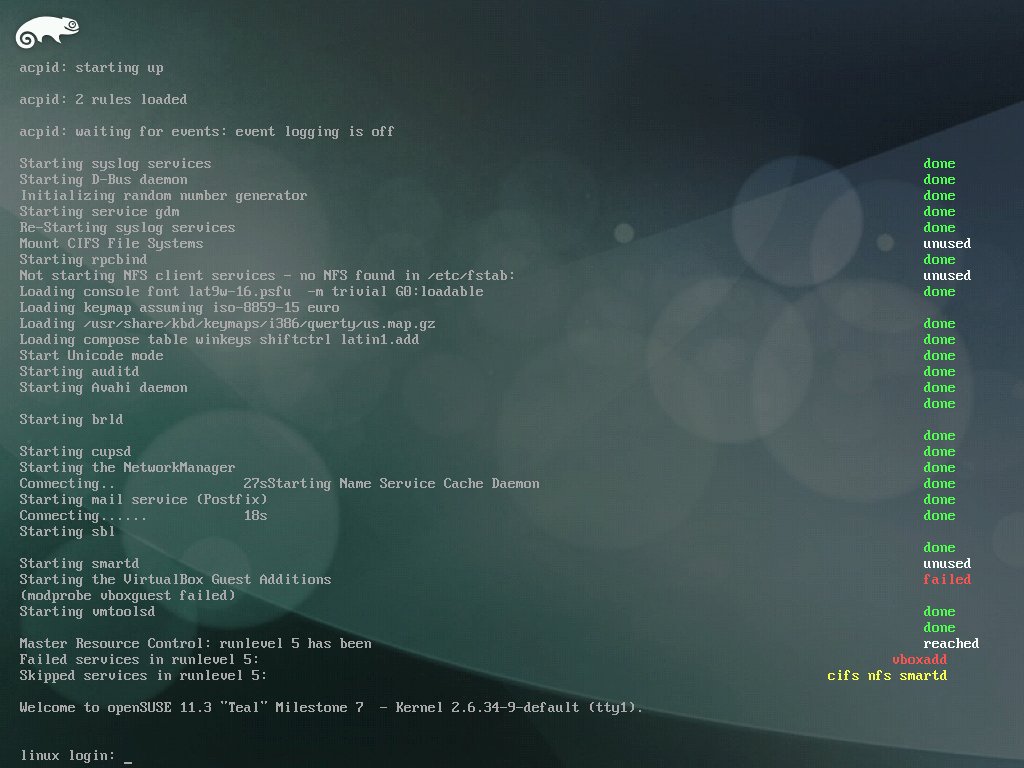 acpid: starting up
acpid: 2 rules loaded
acpid: waiting for events: event logging is off
Starting syslog services done
Starting D-Bus daemon done
Initializing random number generator done
Starting service gdm done
Re-Starting syslog services done
Mount CIFS File Systems unused
Starting rpcbind done
Not starting NFS client services - no NFS found in /etc/fstab: unused
Loading console font lat9w-16.psfu  -m trivial G0:loadable done
Loading keymap assuming iso-8859-15 euro
Loading /usr/share/kbd/keymaps/i386/qwerty/us.map.gz done
Loading compose table winkeys shiftctrl latin1.add done
Start Unicode mode done
Starting auditd done
Starting Avahi daemon done
done
Starting brld
done
Starting cupsd done
Starting the NetworkManager done
Connecting.. 27sStarting Name Service Cache Daemon done
Starting mail service (Postfix) done
Connecting...... 18s done
Starting sbl
done
Starting smartd unused
Starting the VirtualBox Guest Additions failed
(modprobe vboxguest failed)
Starting vmtoolsd done
done
Master Resource Control: runlevel 5 has been reached
Failed services in runlevel 5: vboxadd
Skipped services in runlevel 5: cifs nfs smartd
Welcome to openSUSE 11.3 "Teal" Milestone 7  - Kernel 2.6.34-9-default (tty1).
linux login: _